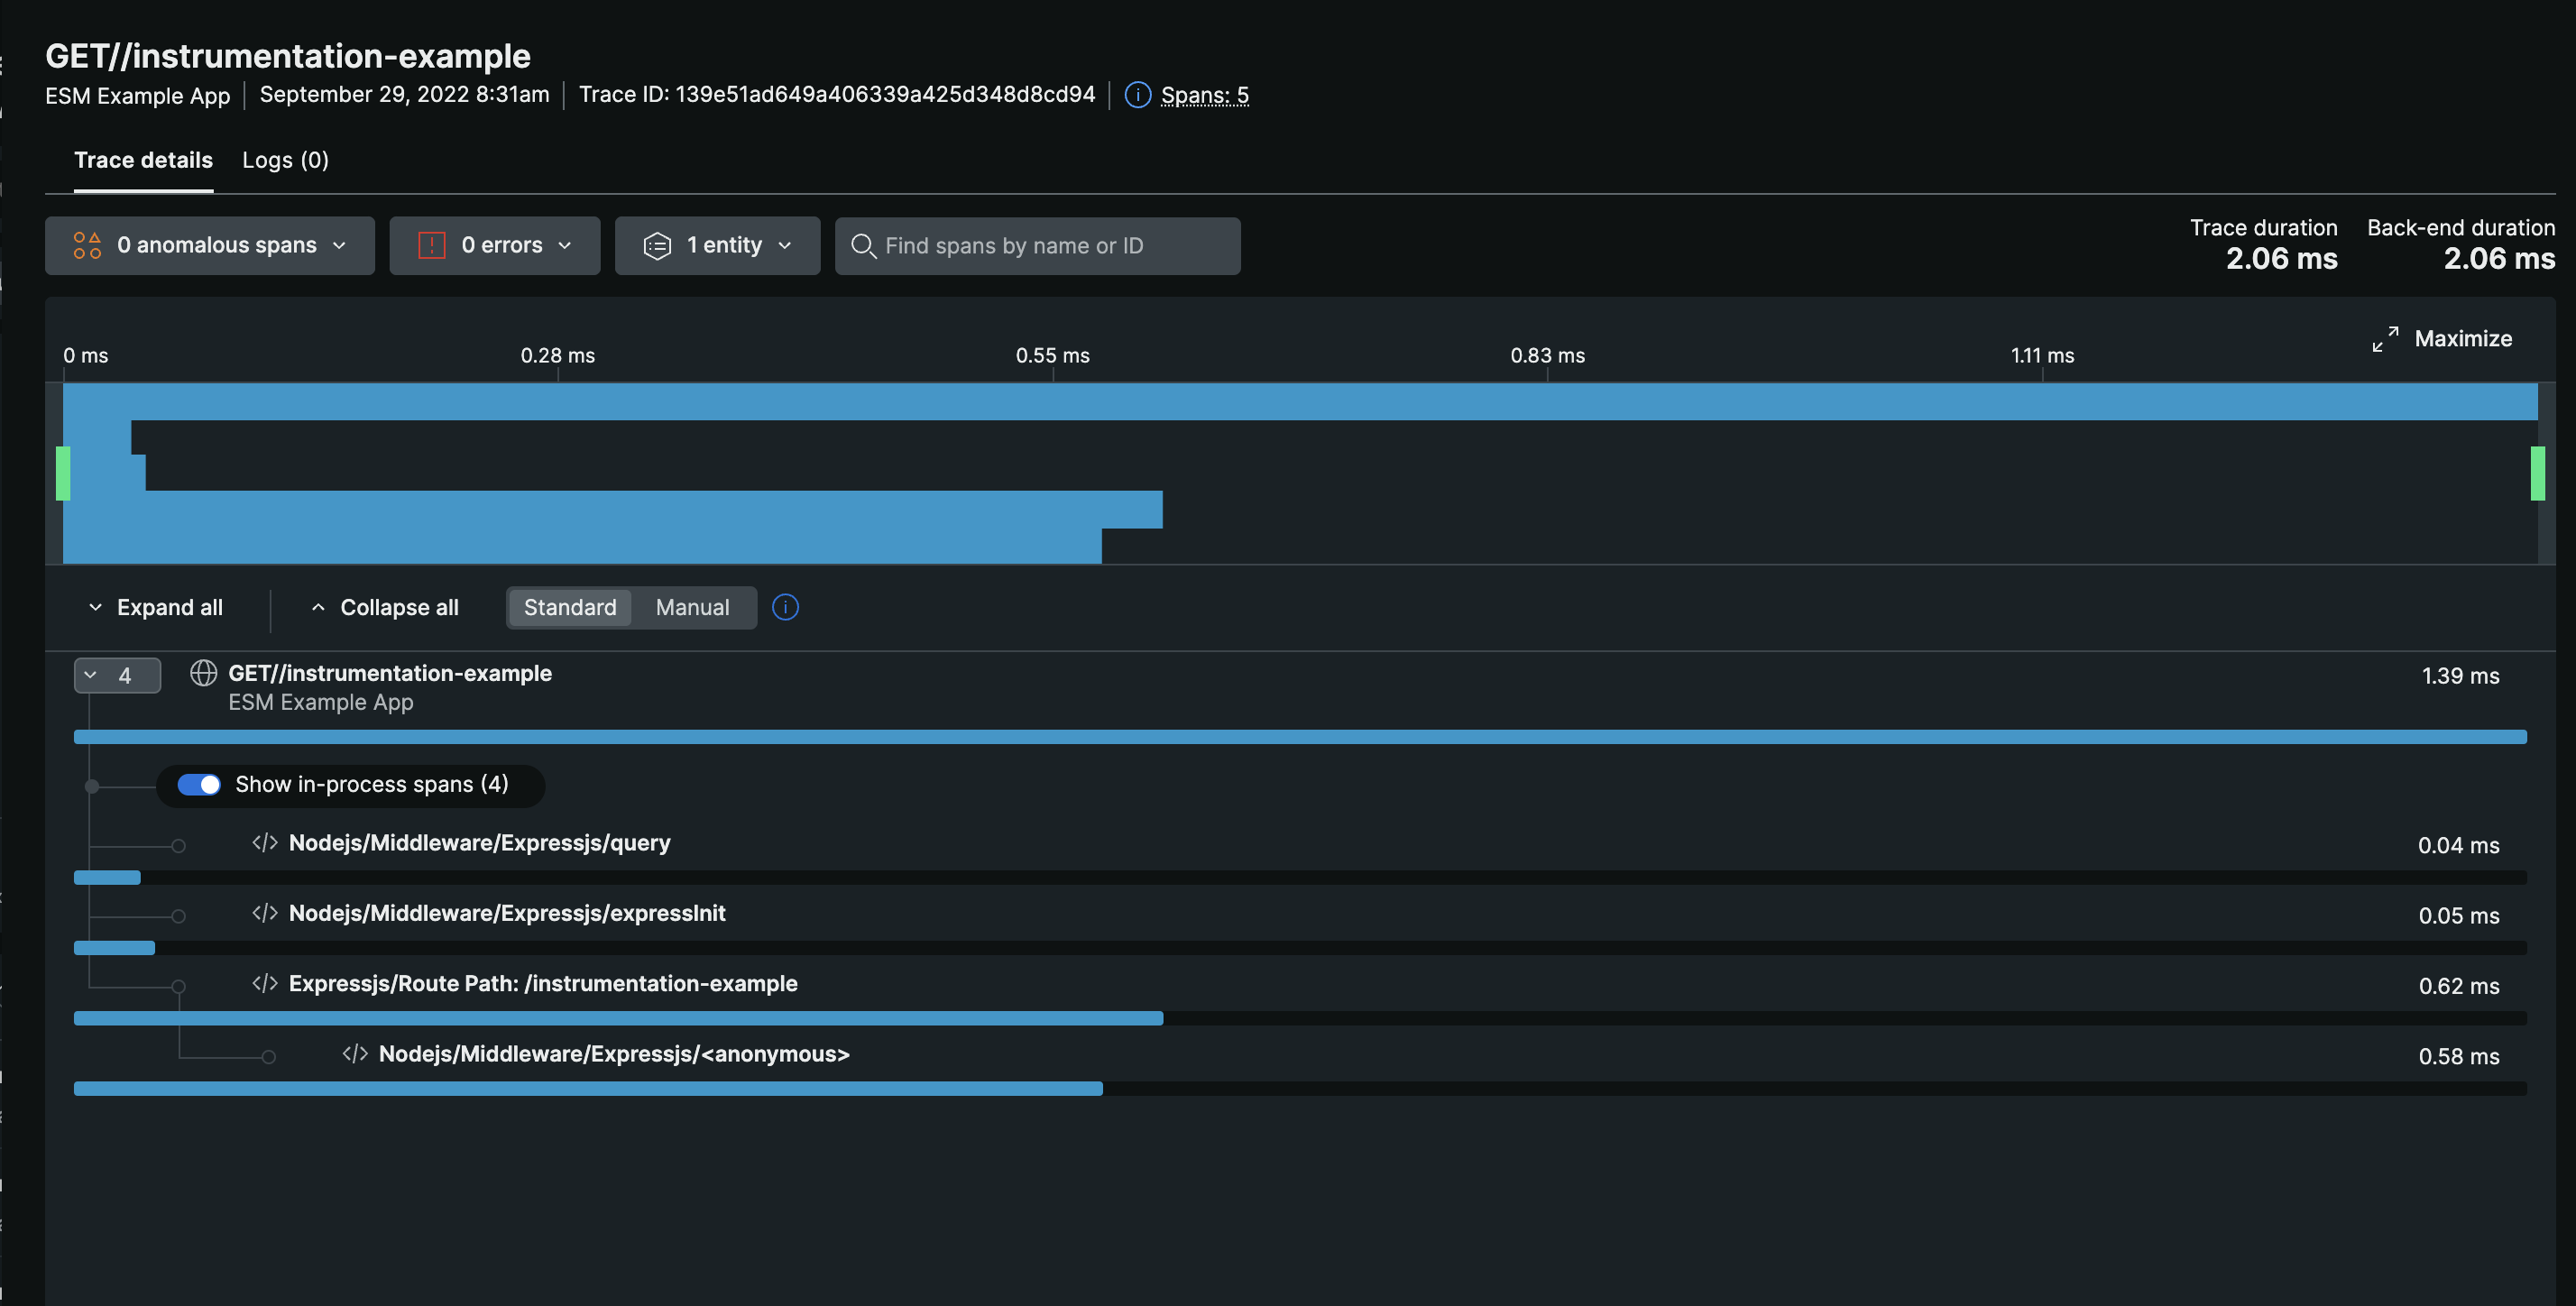 GET//instrumentation-example
ESM Example App | September 29, 2022 8:31am | Trace ID: 139e51ad649a406339a425d348d8cd94 | Spans: 5
Trace details Logs (0)
0 anomalous spans 0 errors 1 entity Find spans by name or ID
Trace duration Back-end duration
2.06 ms 2.06 ms
Maximize
0 ms 0.28 ms 0.55 ms 0.83 ms 1.11 ms
Expand all Collapse all Standard Manual
4 GET//instrumentation-example 1.39 ms
ESM Example App
Show in-process spans (4)
</> Nodejs/Middleware/Expressjs/query 0.04 ms
</> Nodejs/Middleware/Expressjs/expressInit 0.05 ms
</> Expressjs/Route Path: /instrumentation-example 0.62 ms
</> Nodejs/Middleware/Expressjs/<anonymous> 0.58 ms